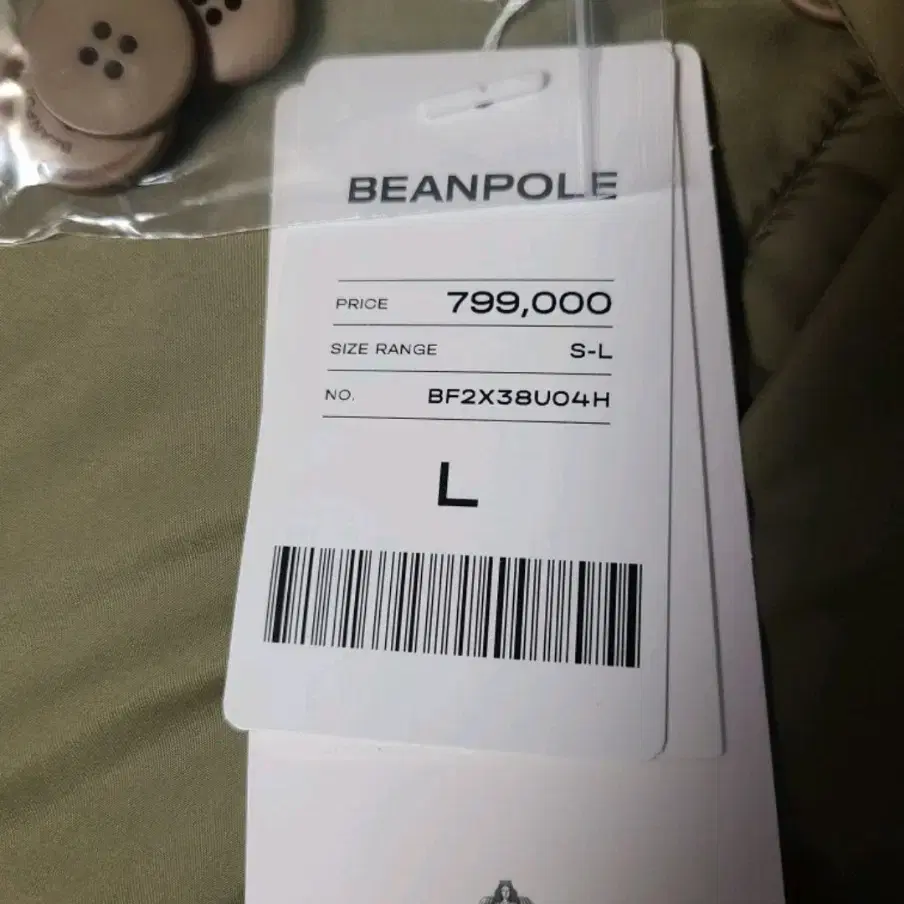 BEANPOLE
PRICE 799,000
SIZE RANGE S-L
NO. BF2X38U04H
L